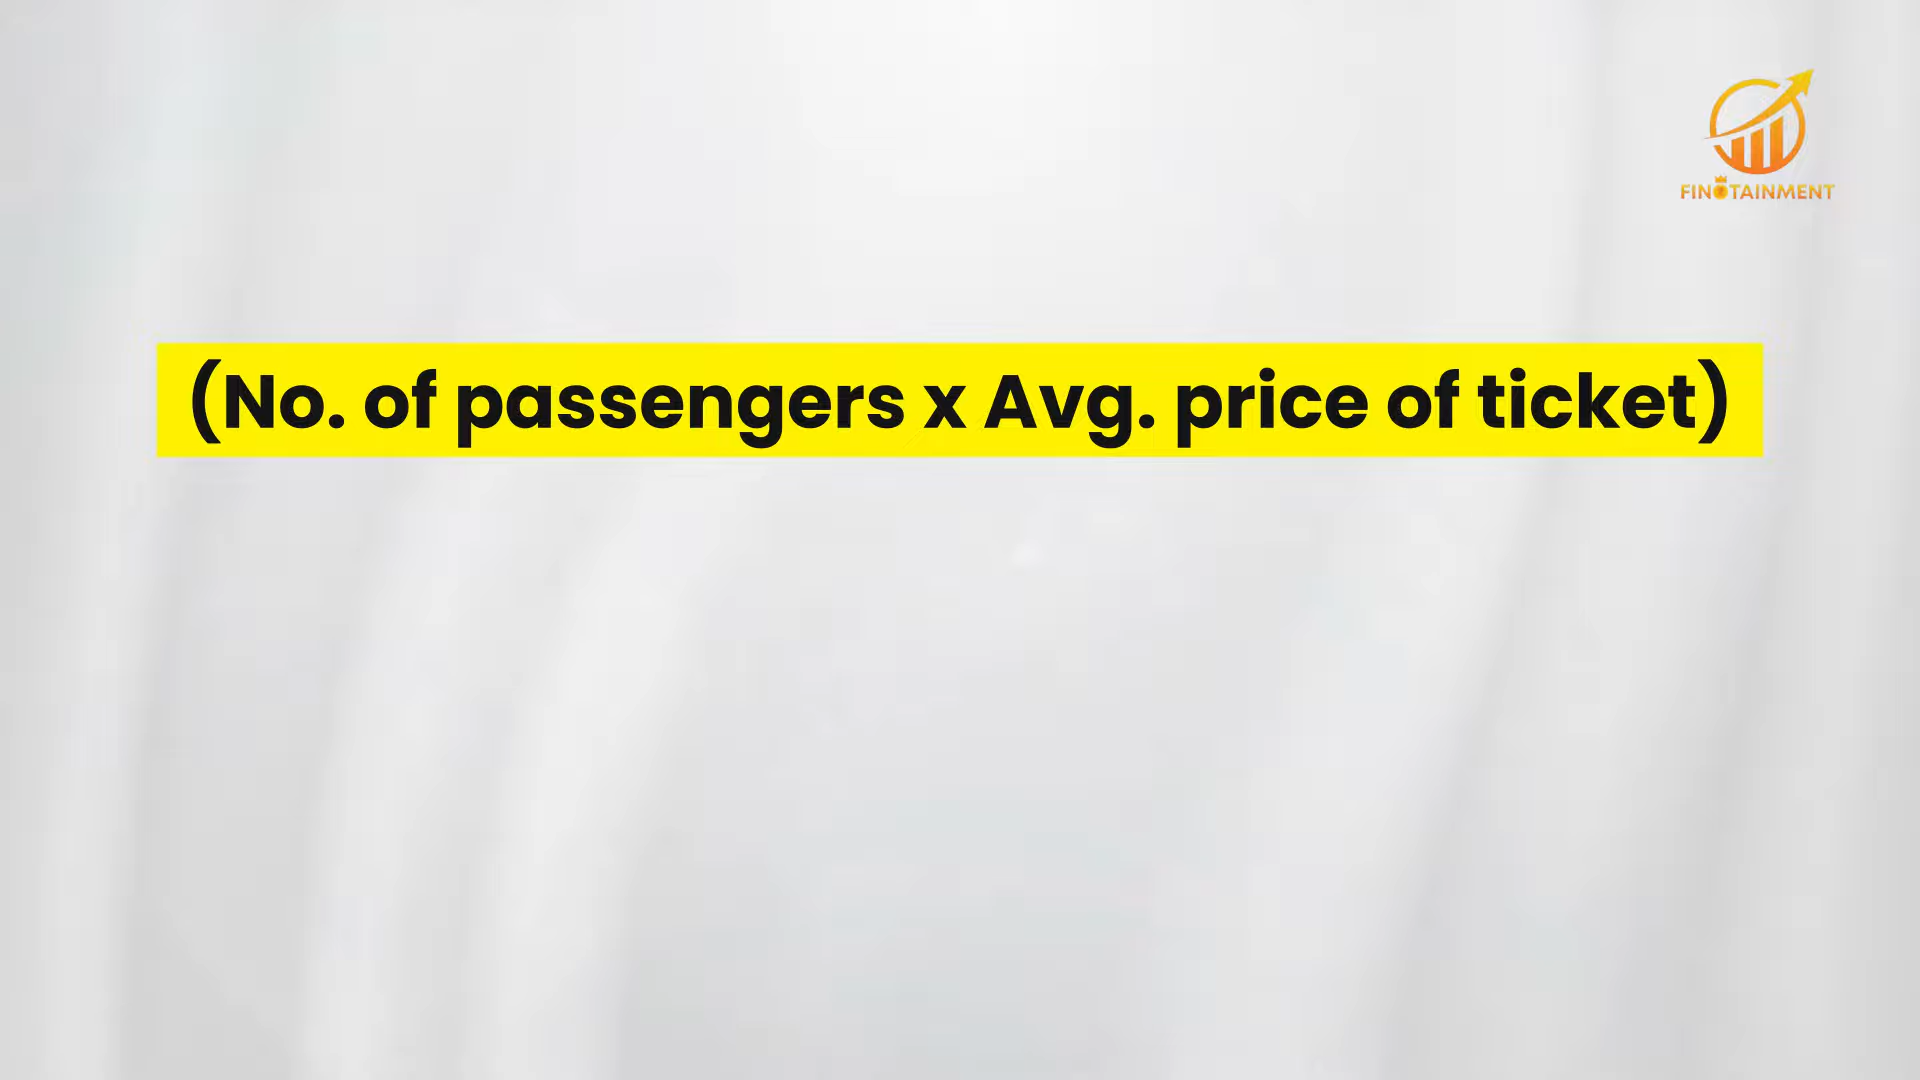 FINOTAINMENT
(No. of passengers x Avg. price of ticket)